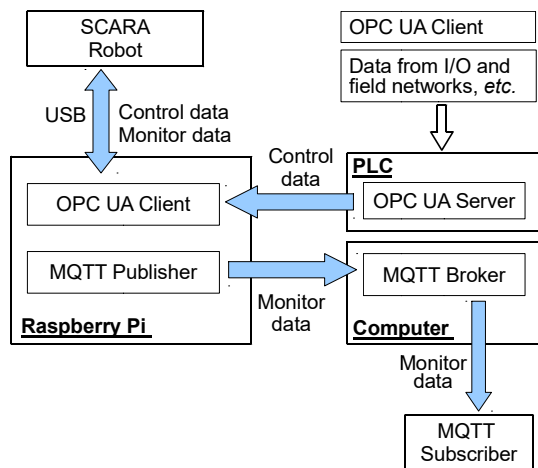 SCARA
Robot
OPC UA Client
Data from I/O and
field networks, etc.
USB
Control data
Monitor data
Control
data
PLC
OPC UA Client
OPC UA Server
MQTT Publisher
MQTT Broker
Monitor
data
Raspberry Pi
Computer
Monitor
data
MQTT
Subscriber